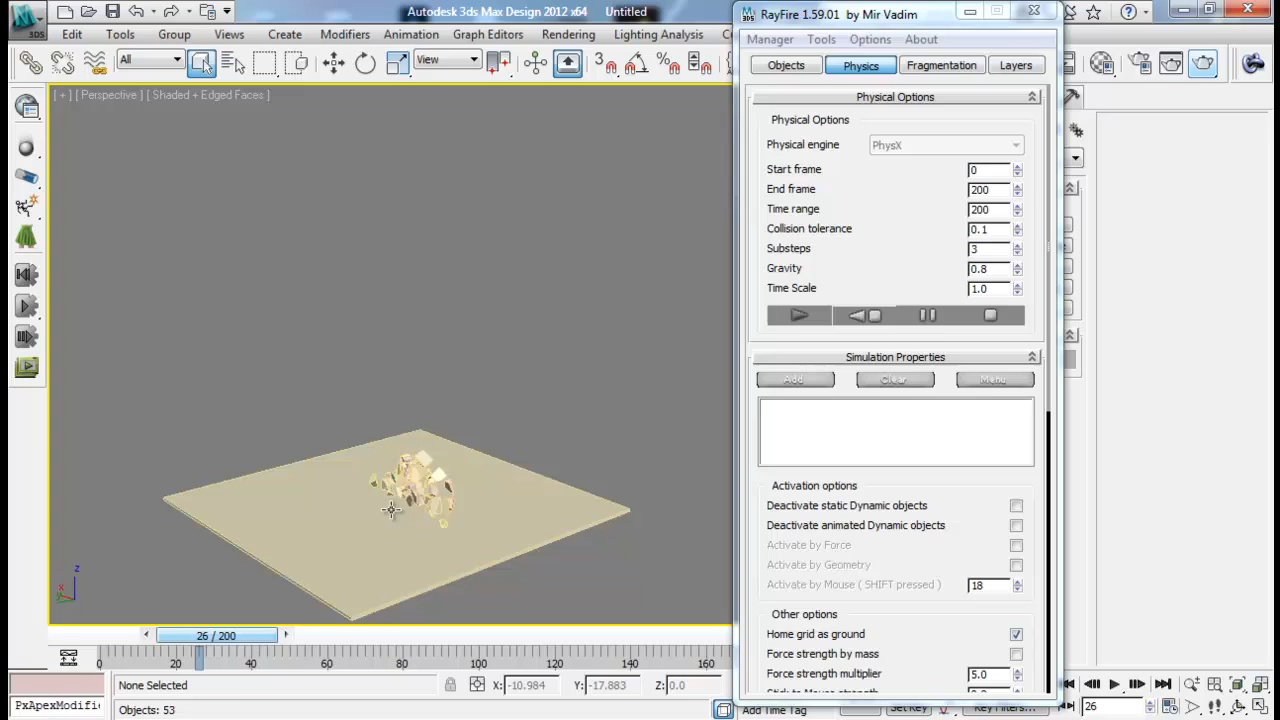 Autodesk 3ds Max Design 2012 x64 Untitled
Edit Tools Group Views Create Modifiers Animation Graph Editors Rendering Lighting Analysis
All View 3
[ + ] [ Perspective ] [ Shaded + Edged Faces ]
z
x
y
26 / 200
0 20 40 60 80 100 120 140 160
None Selected X: -10.984 Y: -17.883 Z: 0.0
PxApexModifi
Objects: 53
Add Time Tag Set Key Key Filters... 26
RayFire 1.59.01 by Mir Vadim
Manager Tools Options About
Objects Physics Fragmentation Layers
Physical Options
Physical Options
Physical engine PhysX
Start frame 0
End frame 200
Time range 200
Collision tolerance 0.1
Substeps 3
Gravity 0.8
Time Scale 1.0
Simulation Properties
Add Clear Menu
Activation options
Deactivate static Dynamic objects
Deactivate animated Dynamic objects
Activate by Force
Activate by Geometry
Activate by Mouse ( SHIFT pressed ) 18
Other options
Home grid as ground
Force strength by mass
Force strength multiplier 5.0